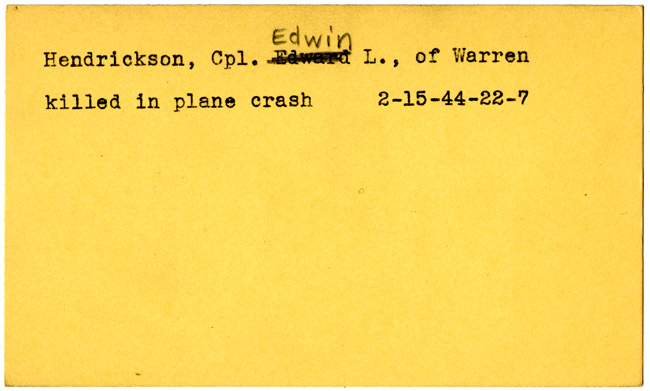 Edwin
Hendrickson, Cpl. Edward L., of Warren
killed in plane crash 2-15-44-22-7